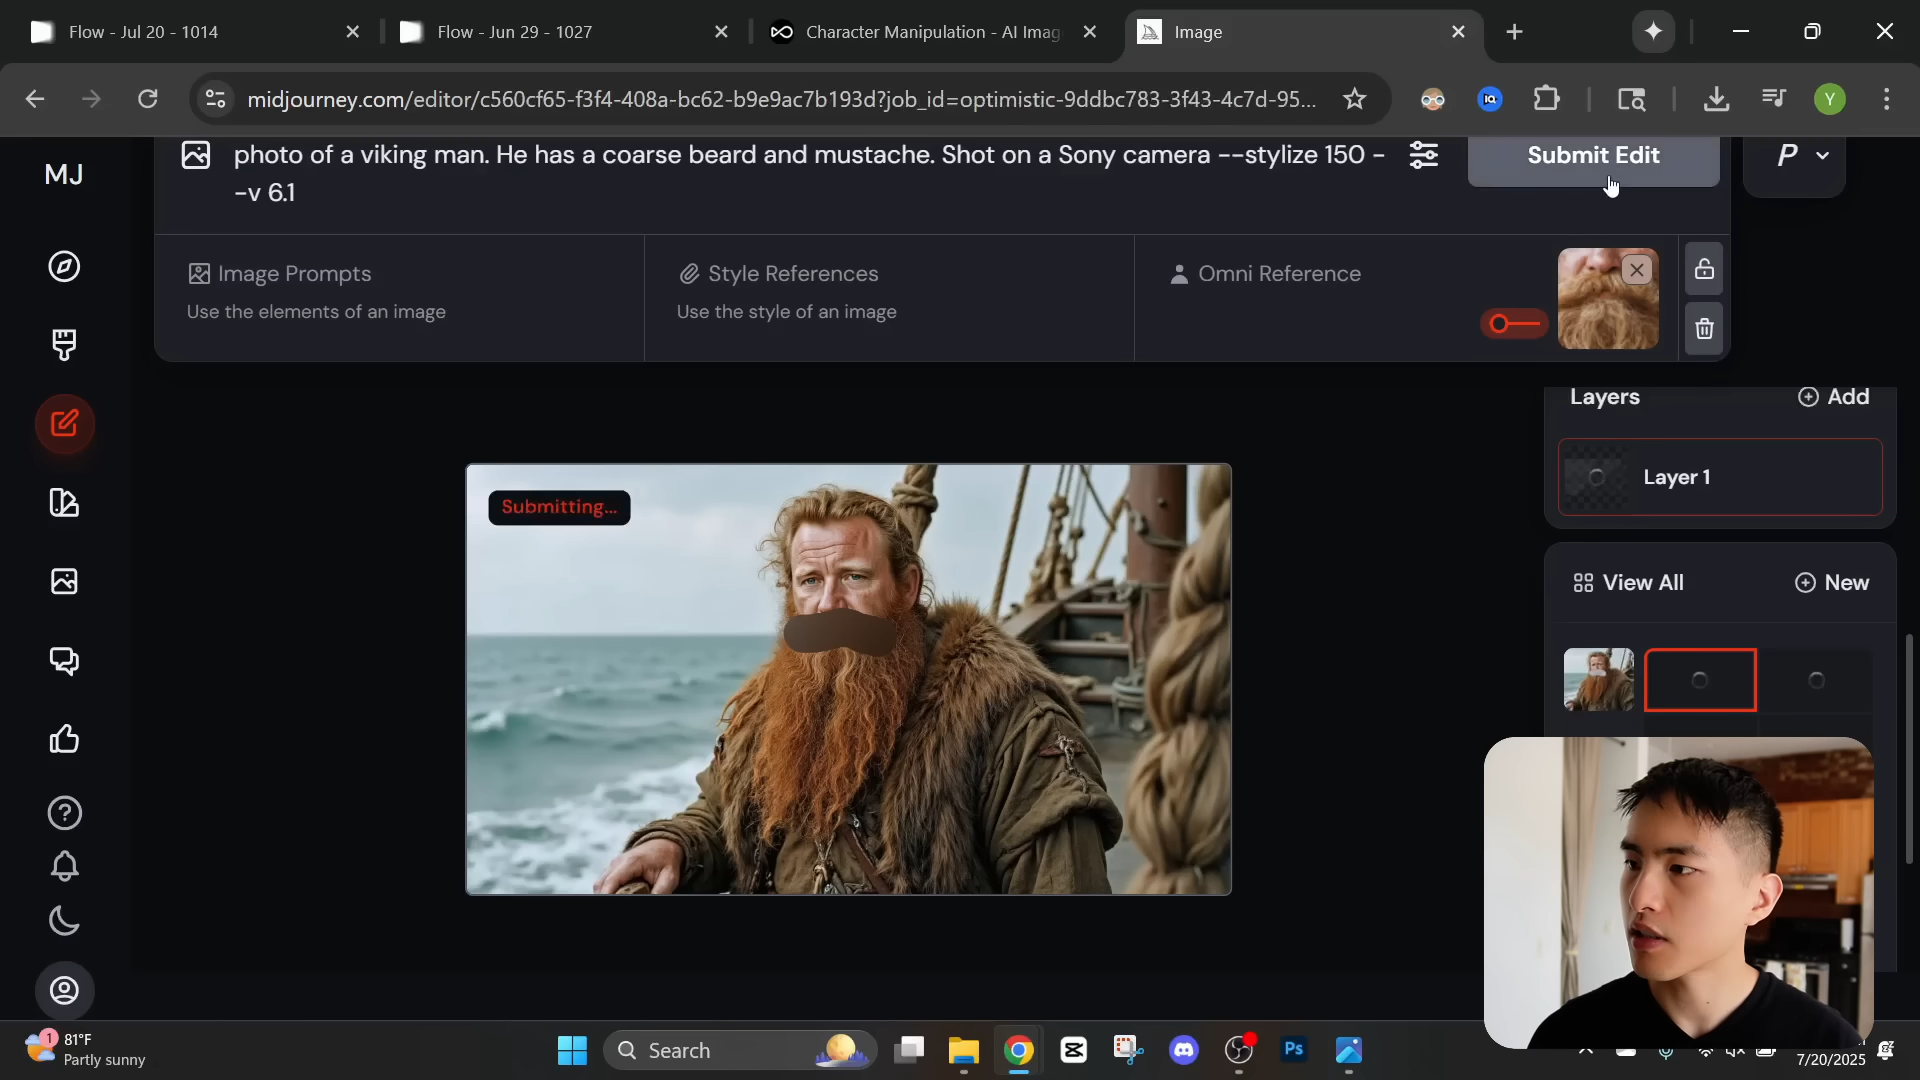 Flow - Jul 20 - 1014
Flow - Jun 29 - 1027
Character Manipulation - AI Imag
Image
midjourney.com/editor/c560cf65-f3f4-408a-bc62-b9e9ac7b193d?job_id=optimistic-9ddbc783-3f43-4c7d-95...
IQ
Y
MJ
photo of a viking man. He has a coarse beard and mustache. Shot on a Sony camera --stylize 150 -
-v 6.1
Submit Edit
P
Image Prompts
Use the elements of an image
Style References
Use the style of an image
Omni Reference
Submitting...
Layers
Add
Layer 1
View All
New
1
81°F
Partly sunny
Search
Ps
7/20/2025